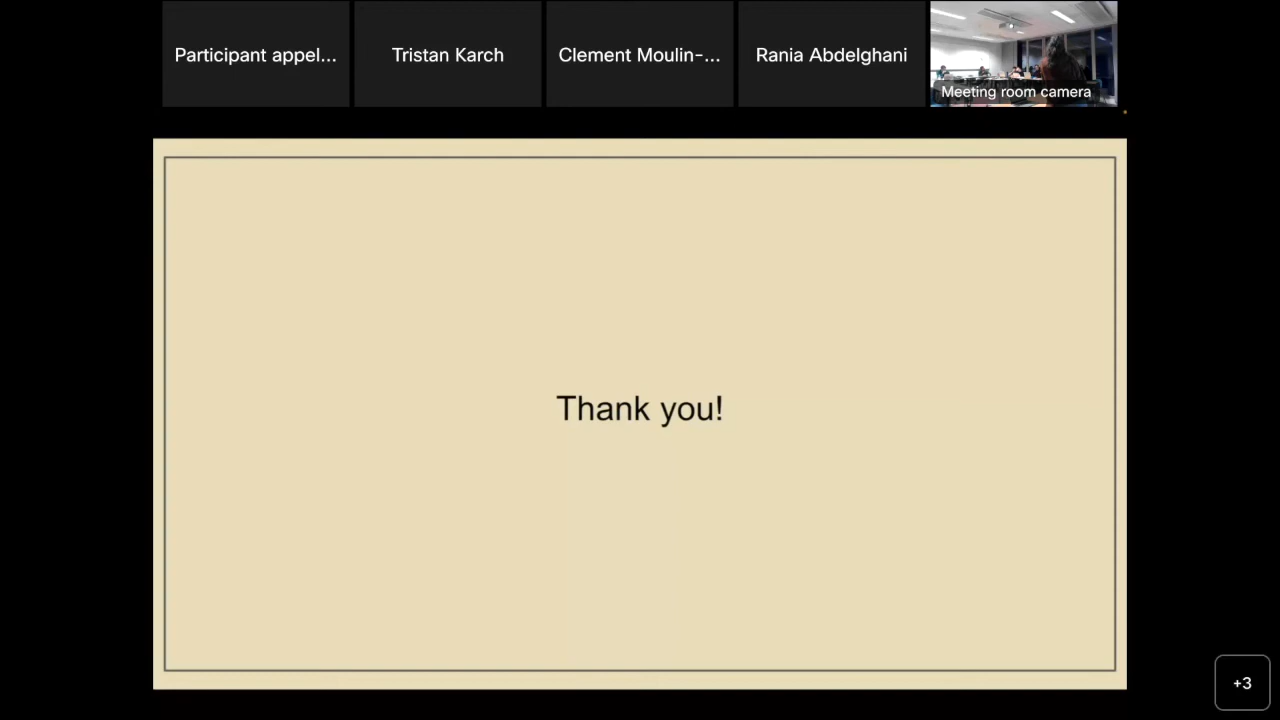 Participant appel...
Tristan Karch
Clement Moulin-...
Rania Abdelghani
Meeting room camera
Thank you!
+3